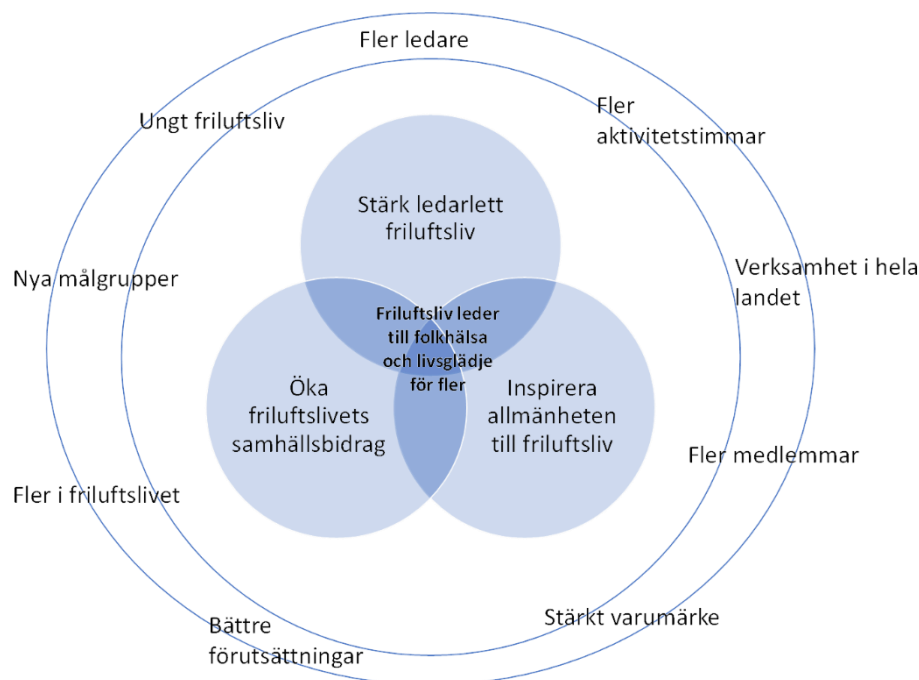 Fler ledare
Ungt friluftsliv
Fler
aktivitetstimmar
Stärk ledarlett
friluftsliv
Nya målgrupper
Verksamhet i hela
landet
Friluftsliv leder
till folkhälsa
och livsglädje
för fler
Öka
friluftslivets
samhällsbidrag
Inspirera
allmänheten
till friluftsliv
Fler medlemmar
Fler i friluftslivet
Stärkt varumärke
Bättre
förutsättningar